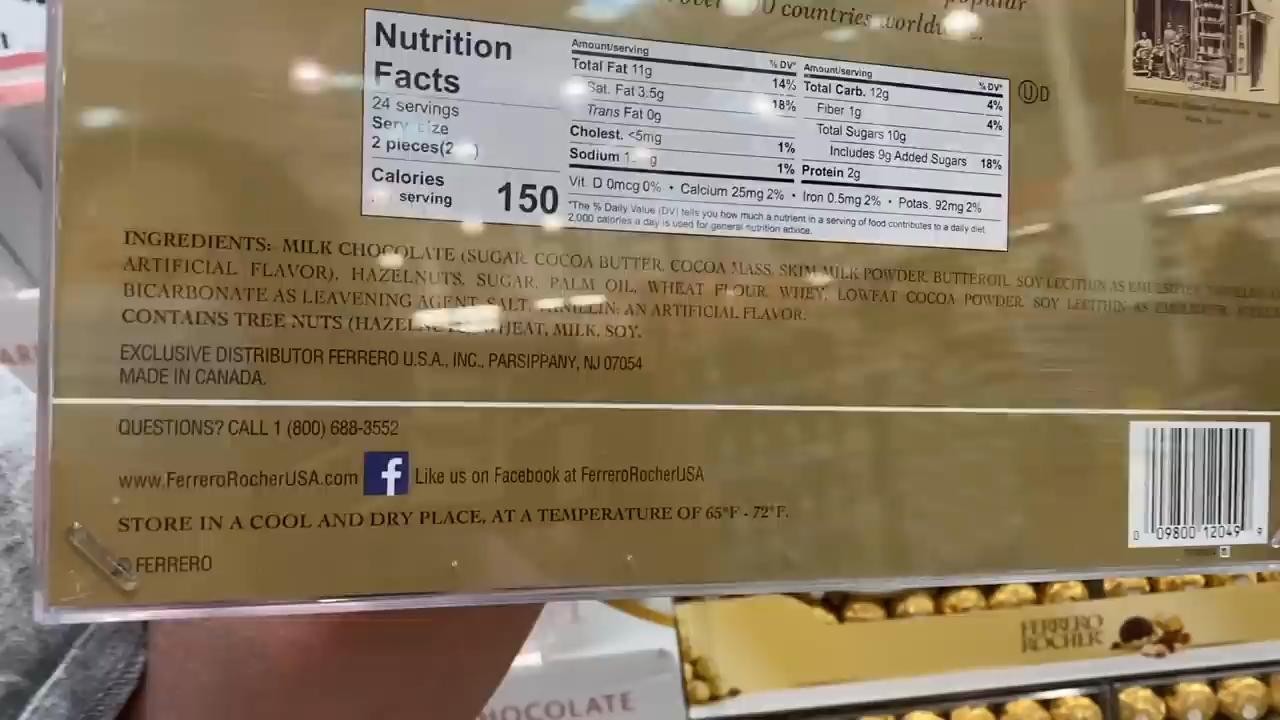 popular
countries worldw
Nutrition
Facts
24 servings
2 pieces(2
Calories
serving
150
Amount/serving % DV*
Total Fat 11g 14%
Sat. Fat 3.5g 18%
Trans Fat 0g
Cholest. <5mg 1%
Sodium 1%
Amount/serving % DV*
Total Carb. 12g 4%
Fiber 1g 4%
Total Sugars 10g
Includes 9g Added Sugars 18%
Protein 2g
Vit. D 0mcg 0% • Calcium 25mg 2% • Iron 0.5mg 2% • Potas. 92mg 2%
*The % Daily Value (DV) tells you how much a nutrient in a serving of food contributes to a daily diet.
2,000 calories a day is used for general nutrition advice.
UD
INGREDIENTS: MILK CHOCOLATE (SUGAR, COCOA BUTTER, COCOA MASS, SKIM MILK POWDER, BUTTEROIL, SOY LECITHIN AS
ARTIFICIAL FLAVOR), HAZELNUTS, SUGAR, PALM OIL, WHEAT FLOUR, WHEY, LOWFAT COCOA POWDER, SOY LECITHIN AS
BICARBONATE AS LEAVENING AGENT, SALT, VANILLIN: AN ARTIFICIAL FLAVOR.
CONTAINS TREE NUTS (HAZELN WHEAT, MILK, SOY.
EXCLUSIVE DISTRIBUTOR FERRERO U.S.A., INC., PARSIPPANY, NJ 07054
MADE IN CANADA.
QUESTIONS? CALL 1 (800) 688-3552
www.FerreroRocherUSA.com f Like us on Facebook at FerreroRocherUSA
STORE IN A COOL AND DRY PLACE, AT A TEMPERATURE OF 65°F - 72°F.
© FERRERO
0 09800 12049 9
FERRERO
ROCHER
HOCOLATE